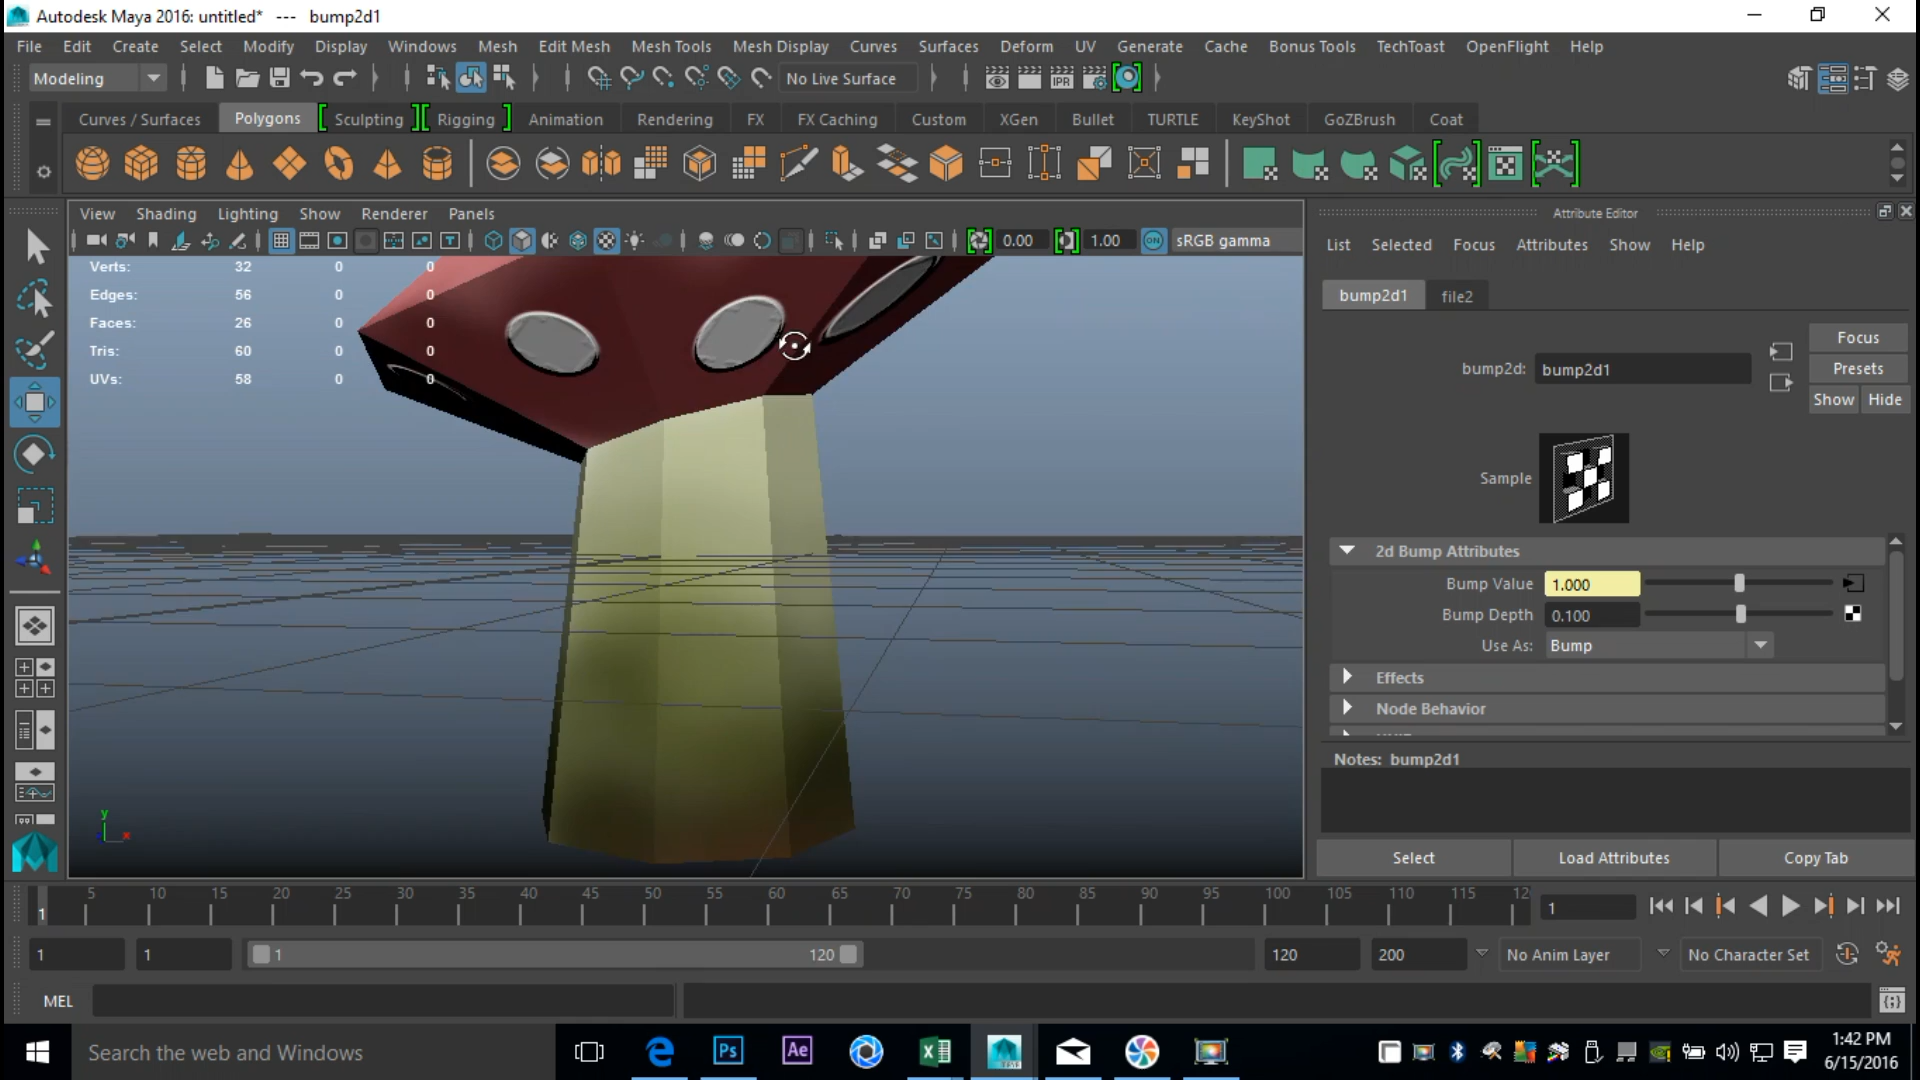 Autodesk Maya 2016: untitled* --- bump2d1
File Edit Create Select Modify Display Windows Mesh Edit Mesh Mesh Tools Mesh Display Curves Surfaces Deform UV Generate Cache Bonus Tools TechToast OpenFlight Help
Modeling No Live Surface IPR
Curves / Surfaces Polygons Sculpting Rigging Animation Rendering FX FX Caching Custom XGen Bullet TURTLE KeyShot GoZBrush Coat
View Shading Lighting Show Renderer Panels
0.00 1.00 ON sRGB gamma
Verts: 32 0 0
Edges: 56 0 0
Faces: 26 0 0
Tris: 60 0 0
UVs: 58 0 0
y
x
Attribute Editor
List Selected Focus Attributes Show Help
bump2d1 file2
Focus
bump2d: bump2d1 Presets
Show Hide
Sample
2d Bump Attributes
Bump Value 1.000
Bump Depth 0.100
Use As: Bump
Effects
Node Behavior
Notes: bump2d1
Select Load Attributes Copy Tab
1 5 10 15 20 25 30 35 40 45 50 55 60 65 70 75 80 85 90 95 100 105 110 115 12 1
1 1 1 120 120 200 No Anim Layer No Character Set
MEL
Search the web and Windows Ps Ae
1:42 PM
6/15/2016